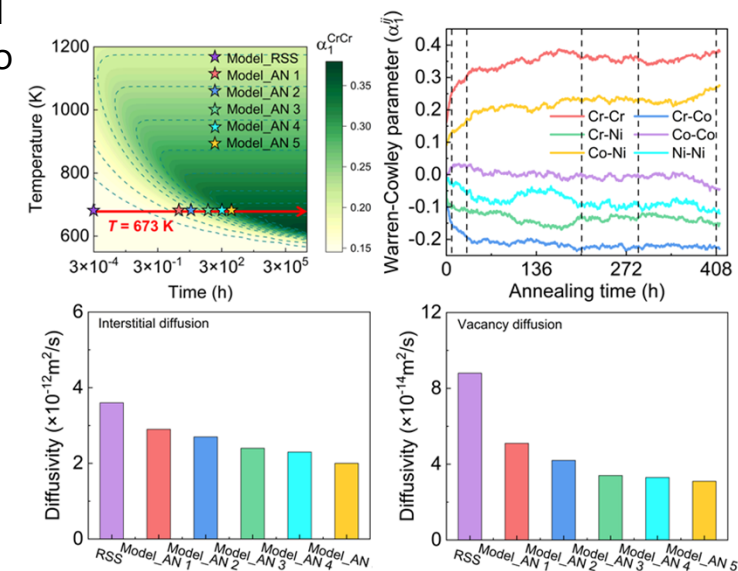 1200
1000
800
600
Temperature (K)
3×10⁻⁴
3×10⁻¹
3×10²
3×10⁵
Time (h)
Model_RSS
Model_AN 1
Model_AN 2
Model_AN 3
Model_AN 4
Model_AN 5
T = 673 K
α₁ᶜʳᶜʳ
0.35
0.30
0.25
0.20
0.15
0.4
0.3
0.2
0.1
0.0
-0.1
-0.2
Warren-Cowley parameter (α₁ⁱʲ)
Cr-Cr
Cr-Co
Cr-Ni
Co-Co
Co-Ni
Ni-Ni
0
136
272
408
Annealing time (h)
Interstitial diffusion
6
4
2
0
Diffusivity (×10⁻¹²m²/s)
RSS
Model_AN 1
Model_AN 2
Model_AN 3
Model_AN 4
Model_AN
Vacancy diffusion
12
8
4
0
Diffusivity (×10⁻¹⁴m²/s)
RSS
Model_AN 1
Model_AN 2
Model_AN 3
Model_AN 4
Model_AN 5